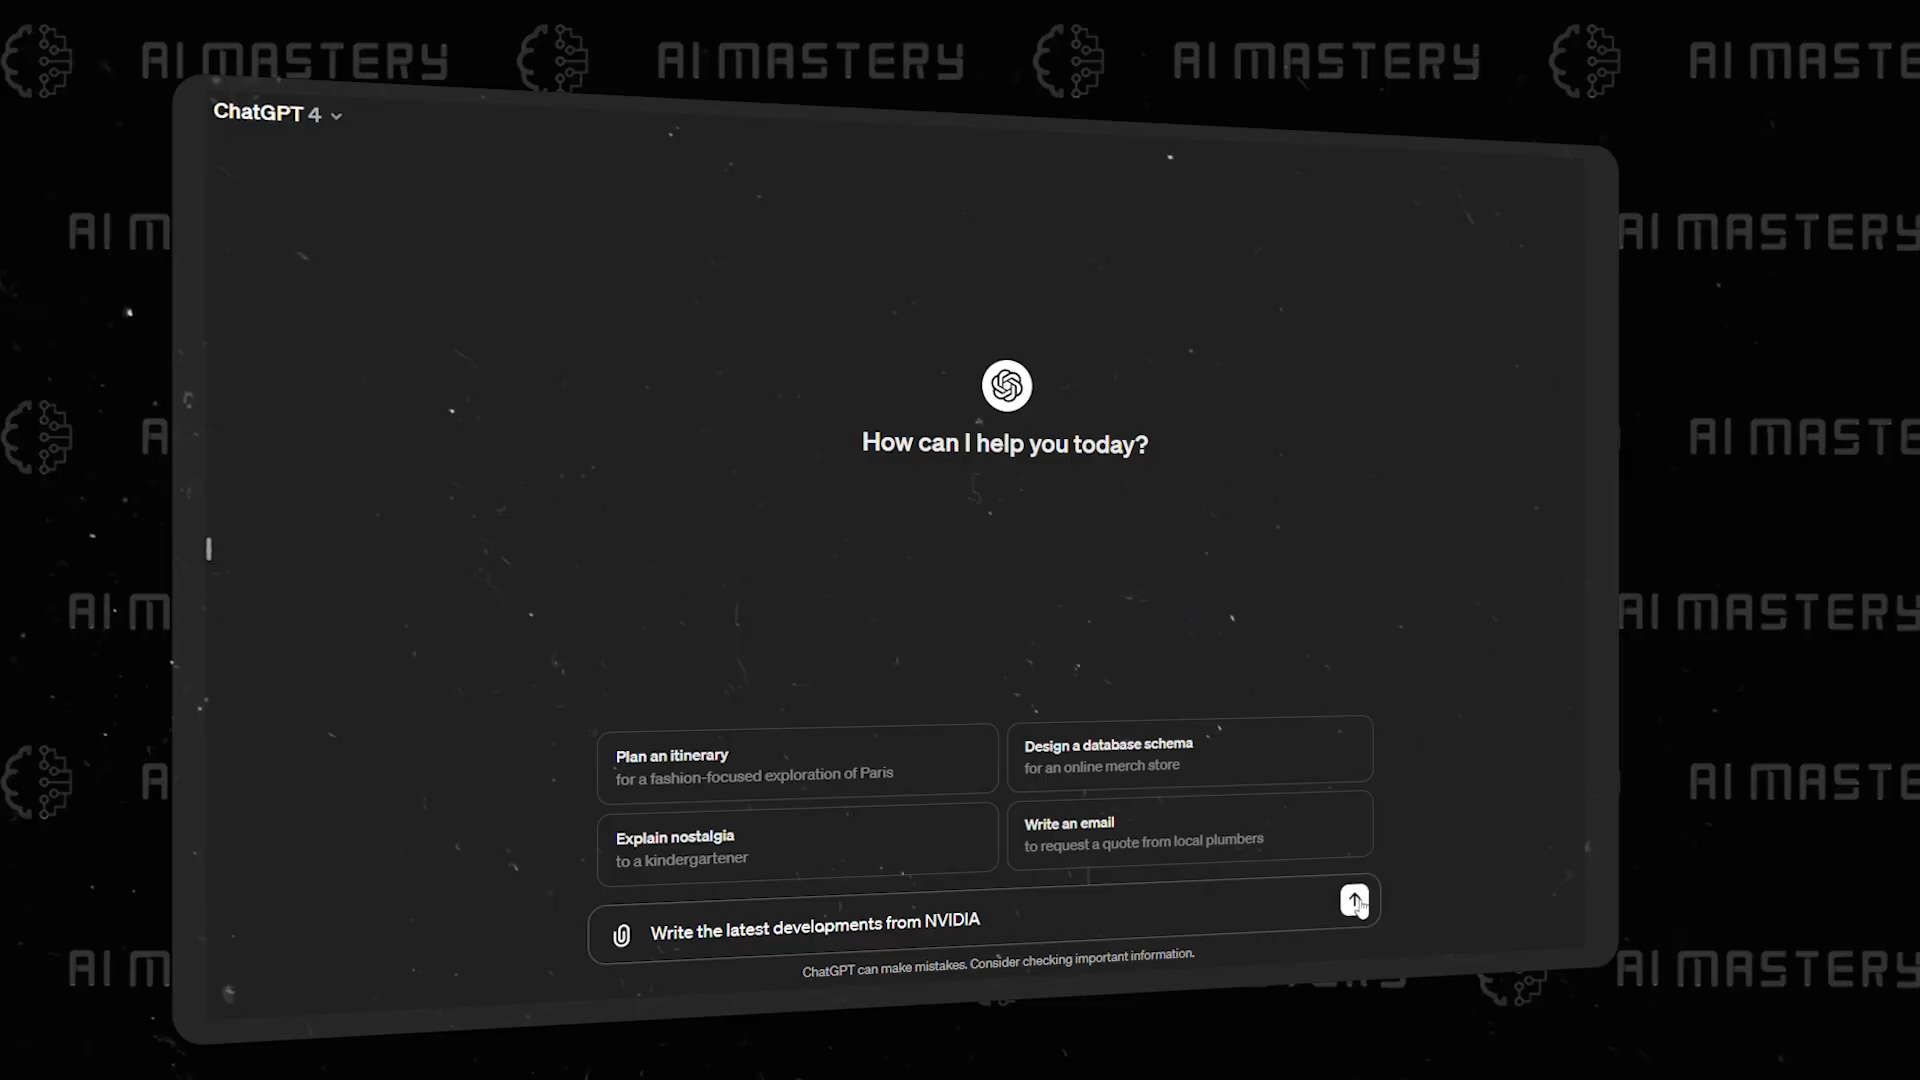 AI MASTERY AI MASTERY AI MASTERY AI MASTE
ChatGPT 4
AI M
AI MASTERY
How can I help you today?
A
AI MASTE
AI M
AI MASTERY
Plan an itinerary
for a fashion-focused exploration of Paris
Design a database schema
for an online merch store
A
AI MASTE
Explain nostalgia
to a kindergartener
Write an email
to request a quote from local plumbers
Write the latest developments from NVIDIA
ChatGPT can make mistakes. Consider checking important information.
AI M
AI MASTERY